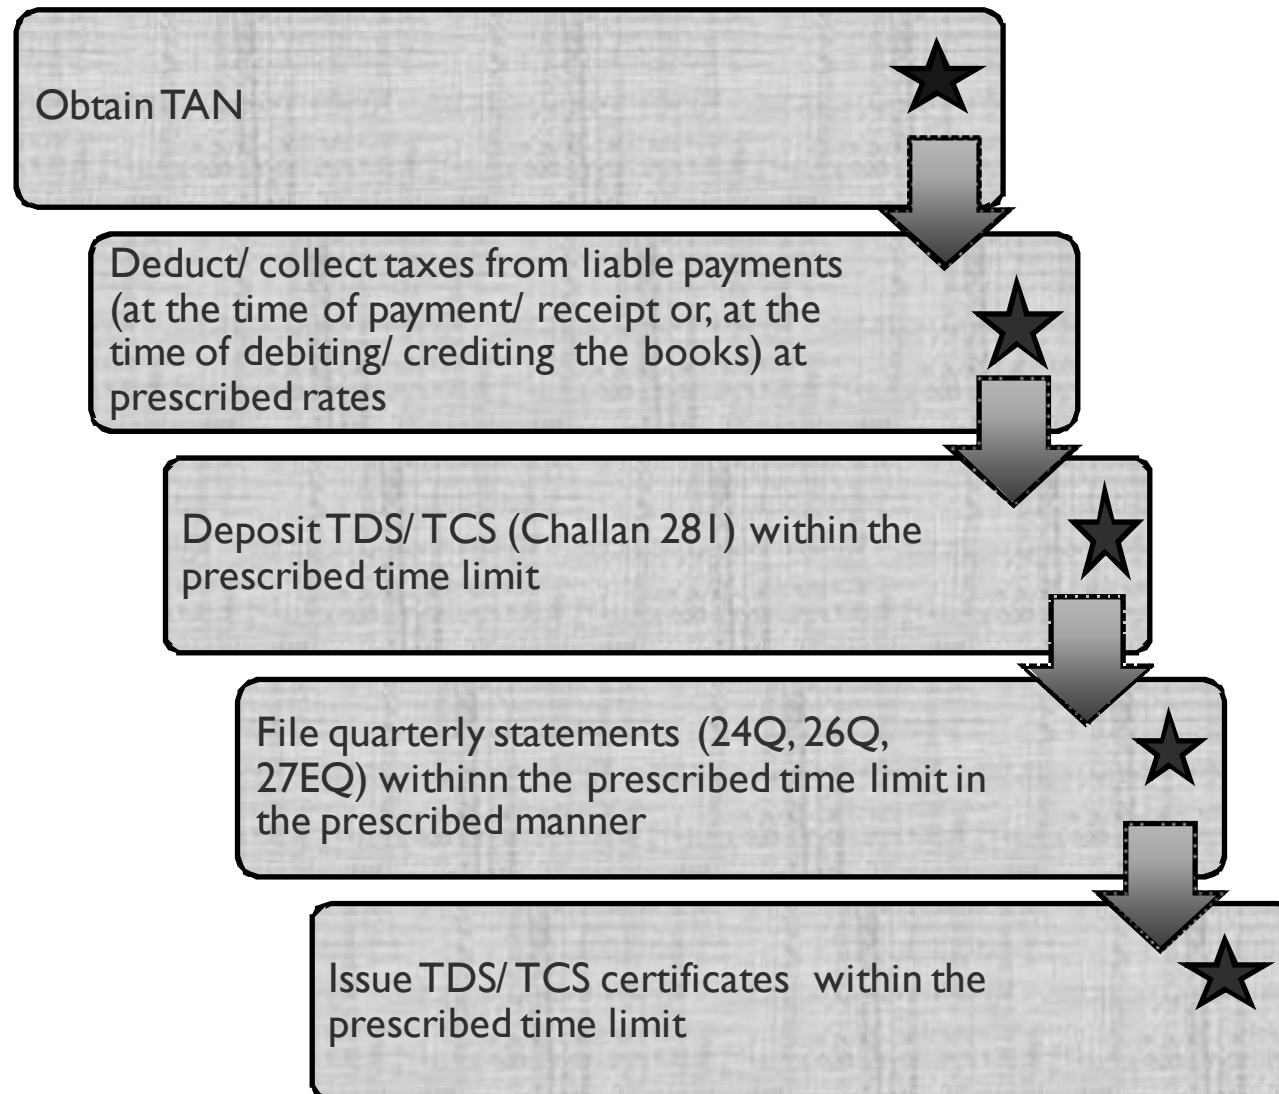 Obtain TAN
Deduct/ collect taxes from liable payments
(at the time of payment/ receipt or, at the
time of debiting/ crediting the books) at
prescribed rates
Deposit TDS/ TCS (Challan 281) within the
prescribed time limit
File quarterly statements (24Q, 26Q,
27EQ) withinn the prescribed time limit in
the prescribed manner
Issue TDS/ TCS certificates within the
prescribed time limit